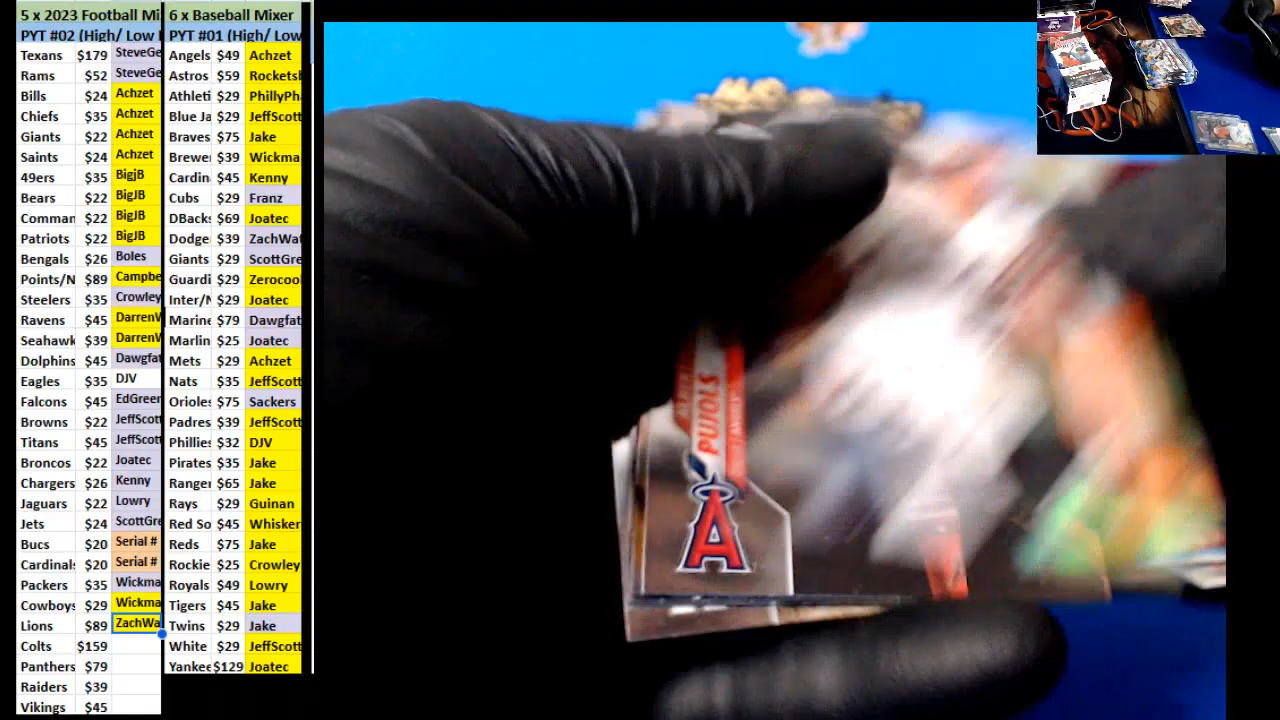 5 x 2023 Football Mi
PYT #02 (High/ Low
Texans $179 SteveGe
Rams $52 SteveGe
Bills $24 Achzet
Chiefs $35 Achzet
Giants $22 Achzet
Saints $24 Achzet
49ers $35 BigjB
Bears $22 BigJB
Comman $22 BigJB
Patriots $22 BigJB
Bengals $26 Boles
Points/N $89 Campbe
Steelers $35 Crowley
Ravens $45 DarrenW
Seahawk $39 DarrenW
Dolphins $45 Dawgfat
Eagles $35 DJV
Falcons $45 EdGreer
Browns $22 JeffScott
Titans $45 JeffScott
Broncos $22 Joatec
Chargers $26 Kenny
Jaguars $22 Lowry
Jets $24 ScottGre
Bucs $20 Serial #
Cardinals $20 Serial #
Packers $35 Wickma
Cowboys $29 Wickma
Lions $89 ZachWa
Colts $159
Panthers $79
Raiders $39
Vikings $45
6 x Baseball Mixer
PYT #01 (High/ Low
Angels $49 Achzet
Astros $59 Rocketsh
Athleti $29 PhillyPh
Blue Ja $29 JeffScott
Braves $75 Jake
Brewe $39 Wickma
Cardin $45 Kenny
Cubs $29 Franz
DBacks $69 Joatec
Dodge $39 ZachWat
Giants $29 ScottGre
Guardi $29 Zerocool
Inter/N $29 Joatec
Marine $79 Dawgfat
Marlin $25 Joatec
Mets $29 Achzet
Nats $35 JeffScott
Orioles $75 Sackers
Padres $39 JeffScott
Phillies $32 DJV
Pirates $35 Jake
Ranger $65 Jake
Rays $29 Guinan
Red So $45 Whisker
Reds $75 Jake
Rockie $25 Crowley
Royals $49 Lowry
Tigers $45 Jake
Twins $29 Jake
White $29 JeffScott
Yankee $129 Joatec
PUJOLS
A